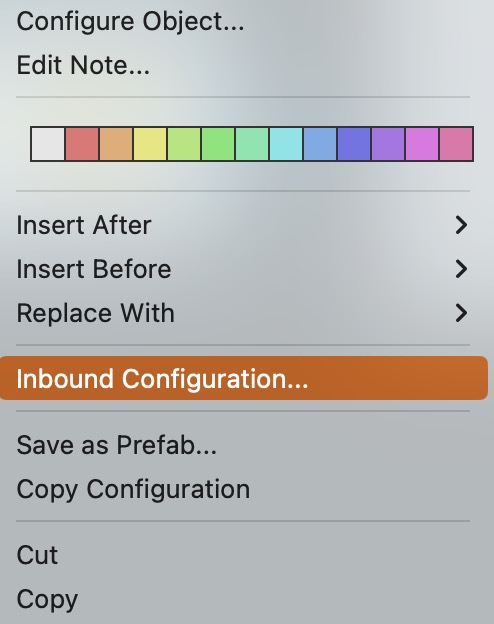 Configure Object...
Edit Note...
Insert After
Insert Before
Replace With
Inbound Configuration...
Save as Prefab...
Copy Configuration
Cut
Copy